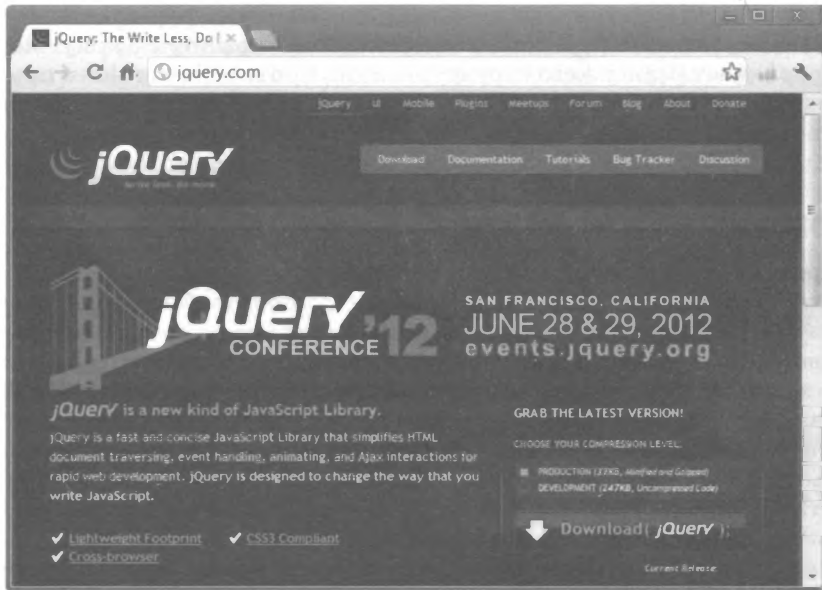 jQuery: The Write Less, Do
jquery.com
jQuery UI Mobile Plugins Meetups Forum Blog About Donate
jQuery
write less, do more.
Download Documentation Tutorials Bug Tracker Discussion
jQuery
CONFERENCE '12
SAN FRANCISCO, CALIFORNIA
JUNE 28 & 29, 2012
events.jquery.org
jQuery is a new kind of JavaScript Library.
jQuery is a fast and concise JavaScript Library that simplifies HTML
document traversing, event handling, animating, and Ajax interactions for
rapid web development. jQuery is designed to change the way that you
write JavaScript.
Lightweight Footprint CSS3 Compliant
Cross-browser
GRAB THE LATEST VERSION!
CHOOSE YOUR COMPRESSION LEVEL:
PRODUCTION (33KB, Minified and Gzipped)
DEVELOPMENT (247KB, Uncompressed Code)
Download( jQuery );
Current Release: